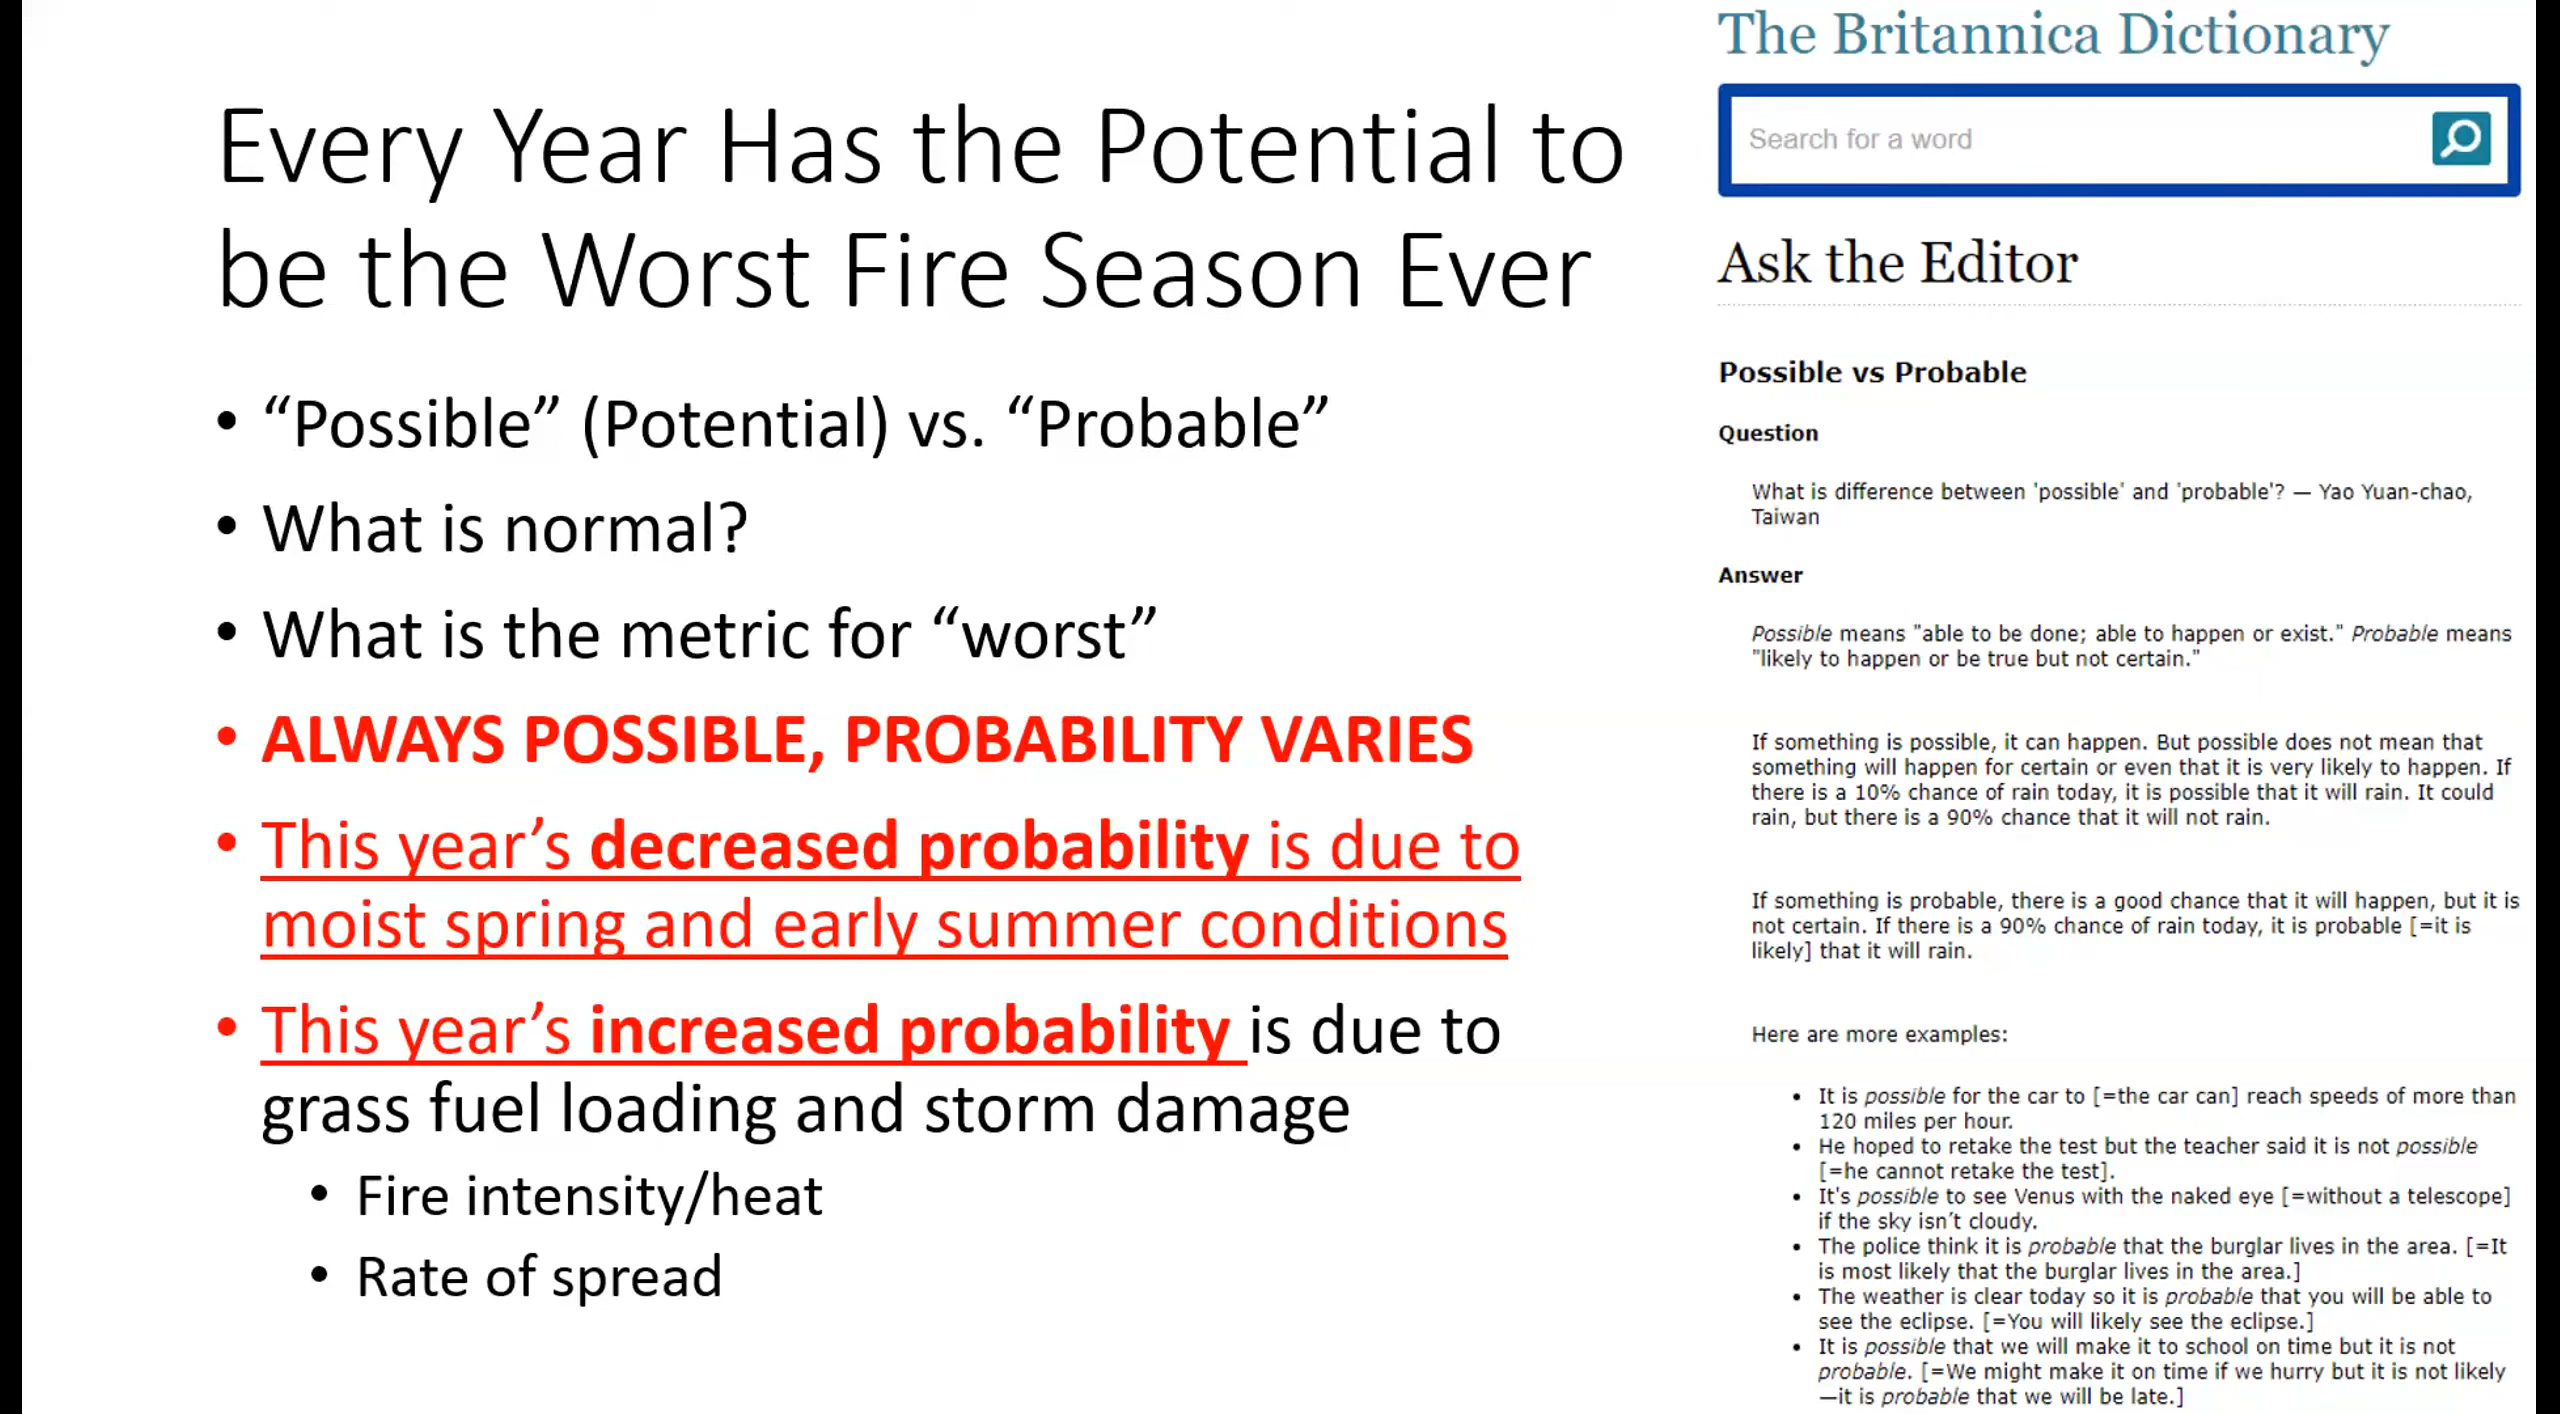 Every Year Has the Potential to
be the Worst Fire Season Ever
• “Possible” (Potential) vs. “Probable”
• What is normal?
• What is the metric for “worst”
• ALWAYS POSSIBLE, PROBABILITY VARIES
• This year’s decreased probability is due to
moist spring and early summer conditions
• This year’s increased probability is due to
grass fuel loading and storm damage
• Fire intensity/heat
• Rate of spread
The Britannica Dictionary
Search for a word
Ask the Editor
Possible vs Probable
Question
What is difference between 'possible' and 'probable'? — Yao Yuan-chao,
Taiwan
Answer
Possible means "able to be done; able to happen or exist." Probable means
"likely to happen or be true but not certain."
If something is possible, it can happen. But possible does not mean that
something will happen for certain or even that it is very likely to happen. If
there is a 10% chance of rain today, it is possible that it will rain. It could
rain, but there is a 90% chance that it will not rain.
If something is probable, there is a good chance that it will happen, but it is
not certain. If there is a 90% chance of rain today, it is probable [=it is
likely] that it will rain.
Here are more examples:
• It is possible for the car to [=the car can] reach speeds of more than
120 miles per hour.
• He hoped to retake the test but the teacher said it is not possible
[=he cannot retake the test].
• It's possible to see Venus with the naked eye [=without a telescope]
if the sky isn’t cloudy.
• The police think it is probable that the burglar lives in the area. [=It
is most likely that the burglar lives in the area.]
• The weather is clear today so it is probable that you will be able to
see the eclipse. [=You will likely see the eclipse.]
• It is possible that we will make it to school on time but it is not
probable. [=We might make it on time if we hurry but it is not likely
—it is probable that we will be late.]